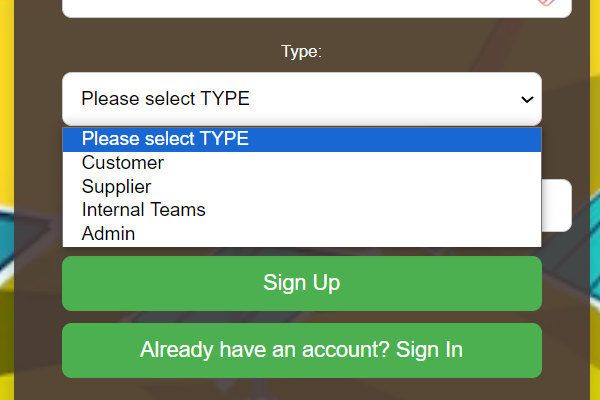 Type:
Please select TYPE
Please select TYPE
Customer
Supplier
Internal Teams
Admin
Sign Up
Already have an account? Sign In